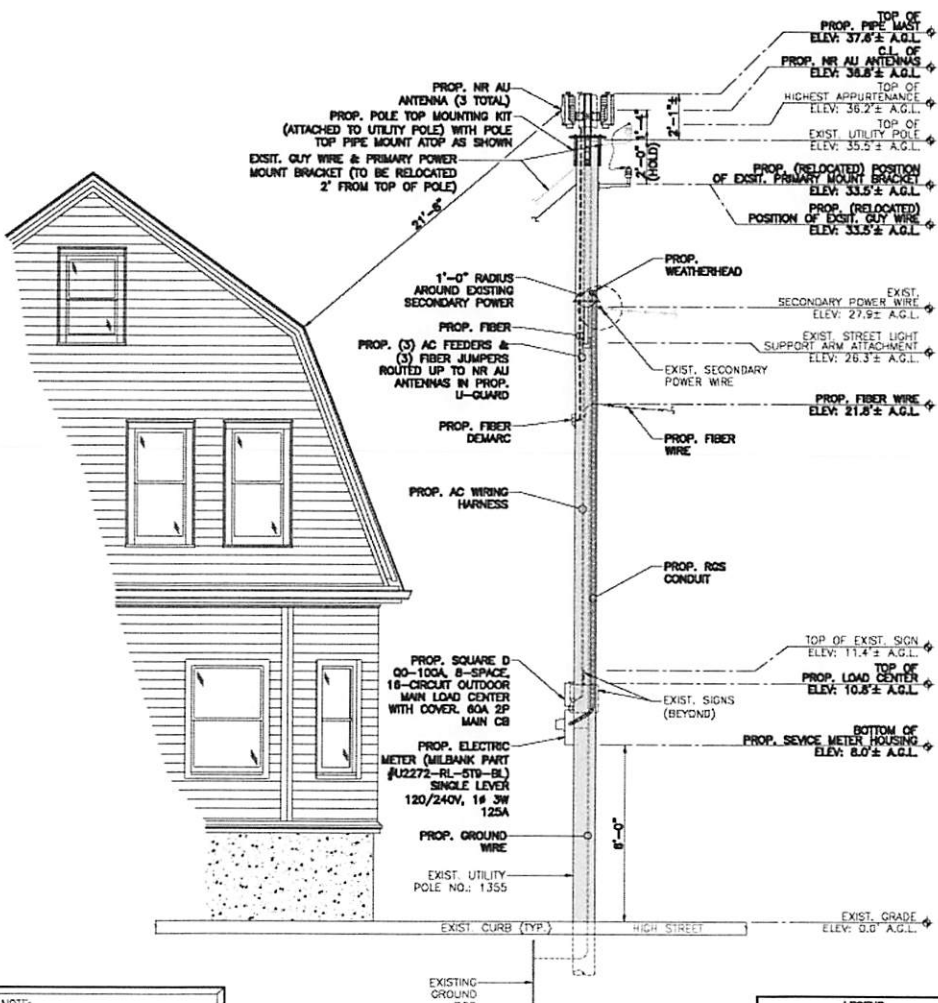 TOP OF
PROP. PIPE MAST
ELEV: 37.6'± A.G.L.
C.L. OF
PROP. NR AU ANTENNAS
ELEV: 36.8'± A.G.L.
TOP OF
HIGHEST APPURTENANCE
ELEV: 36.2'± A.G.L.
TOP OF
EXIST. UTILITY POLE
ELEV: 35.5'± A.G.L.
PROP. (RELOCATED) POSITION
OF EXSIT. PRIMARY MOUNT BRACKET
ELEV: 33.5'± A.G.L.
PROP. (RELOCATED)
POSITION OF EXSIT. GUY WIRE
ELEV: 33.5'± A.G.L.
PROP. NR AU
ANTENNA (3 TOTAL)
PROP. POLE TOP MOUNTING KIT
(ATTACHED TO UTILITY POLE) WITH POLE
TOP PIPE MOUNT ATOP AS SHOWN
EXSIT. GUY WIRE & PRIMARY POWER
MOUNT BRACKET (TO BE RELOCATED
2' FROM TOP OF POLE)
1'-4"
2'-1"
2'-0"
(HOLD)
21'-6"
PROP.
WEATHERHEAD
1'-0" RADIUS
AROUND EXISTING
SECONDARY POWER
EXIST.
SECONDARY POWER WIRE
ELEV: 27.9± A.G.L.
PROP. FIBER
PROP. (3) AC FEEDERS &
(3) FIBER JUMPERS
ROUTED UP TO NR AU
ANTENNAS IN PROP.
U-GUARD
EXIST. STREET LIGHT
SUPPORT ARM ATTACHMENT
ELEV: 26.3'± A.G.L.
EXIST. SECONDARY
POWER WIRE
PROP. FIBER WIRE
ELEV: 21.8'± A.G.L.
PROP. FIBER
DEMARC
PROP. FIBER
WIRE
PROP. AC WIRING
HARNESS
PROP. RGS
CONDUIT
TOP OF EXIST. SIGN
ELEV: 11.4'± A.G.L.
PROP. SQUARE D
QO-100A, 8-SPACE,
16-CIRCUIT OUTDOOR
MAIN LOAD CENTER
WITH COVER. 60A 2P
MAIN CB
TOP OF
PROP. LOAD CENTER
ELEV: 10.8'± A.G.L.
EXIST. SIGNS
(BEYOND)
BOTTOM OF
PROP. SEVICE METER HOUSING
ELEV: 8.0'± A.G.L.
PROP. ELECTRIC
METER (MILBANK PART
#U2272-RL-5T9-BL)
SINGLE LEVER
120/240V, 1ø 3W
125A
8'-0"
PROP. GROUND
WIRE
EXIST. UTILITY
POLE NO.: 1355
EXIST. GRADE
ELEV: 0.0' A.G.L.
EXIST. CURB (TYP.)
HIGH STREET
EXISTING
GROUND
NOTE: